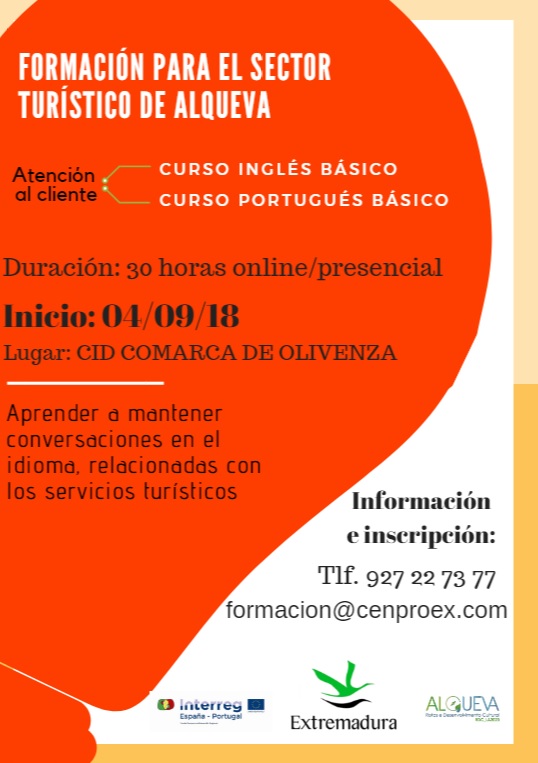 FORMACIÓN PARA EL SECTOR
TURÍSTICO DE ALQUEVA
Atención
al cliente
CURSO INGLÉS BÁSICO
CURSO PORTUGUÉS BÁSICO
Duración: 30 horas online/presencial
Inicio: 04/09/18
Lugar: CID COMARCA DE OLIVENZA
Aprender a mantener
conversaciones en el
idioma, relacionadas con
los servicios turísticos
Información
e inscripción:
Tlf. 927 22 73 77
formacion@cenproex.com
Interreg
España - Portugal
Extremadura
ALQUEVA